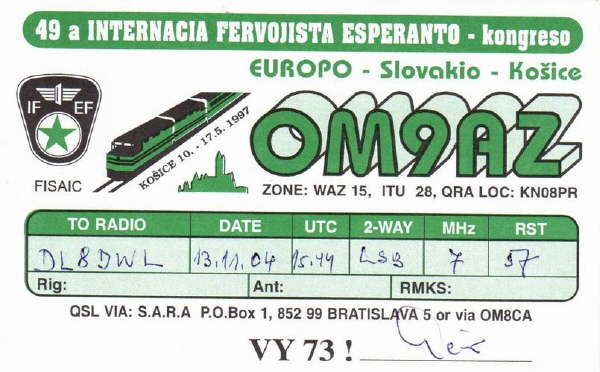 49 a INTERNACIA FERVOJISTA ESPERANTO - kongreso
EUROPO - Slovakio - Košice
IF EF
FISAIC
KOŠICE 10. - 17.5. 1997
OM9AZ
ZONE: WAZ 15, ITU 28, QRA LOC: KN08PR
TO RADIO DATE UTC 2-WAY MHz RST
DL8DWL 13.11.04 15.44 LSB 7 57
Rig: Ant: RMKS:
QSL VIA: S.A.R.A P.O.Box 1, 852 99 BRATISLAVA 5 or via OM8CA
VY 73 !